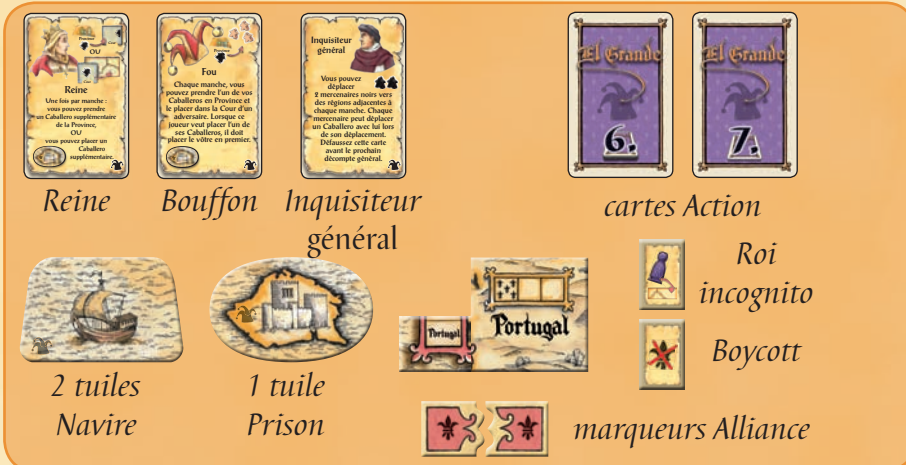 Province
OU
Cour
Cour
Reine
Une fois par manche :
vous pouvez prendre
un Caballero supplémentaire
de la Province,
OU
vous pouvez placer un
Caballero
supplémentaire.
Province
Fou
Chaque manche, vous
pouvez prendre l'un de vos
Caballeros en Province et
le placer dans la Cour d'un
adversaire. Lorsque ce
joueur veut placer l'un de
ses Caballeros, il doit
placer le vôtre en premier.
Inquisiteur
général
Vous pouvez
déplacer
2 mercenaires noirs vers
des régions adjacentes à
chaque manche. Chaque
mercenaire peut déplacer
un Caballero avec lui lors
de son déplacement.
Défaussez cette carte
avant le prochain
décompte général.
El Grande
6.
El Grande
7.
Reine
Bouffon
Inquisiteur
général
cartes Action
Portugal
Portugal
Roi
incognito
Boycott
2 tuiles
Navire
1 tuile
Prison
marqueurs Alliance